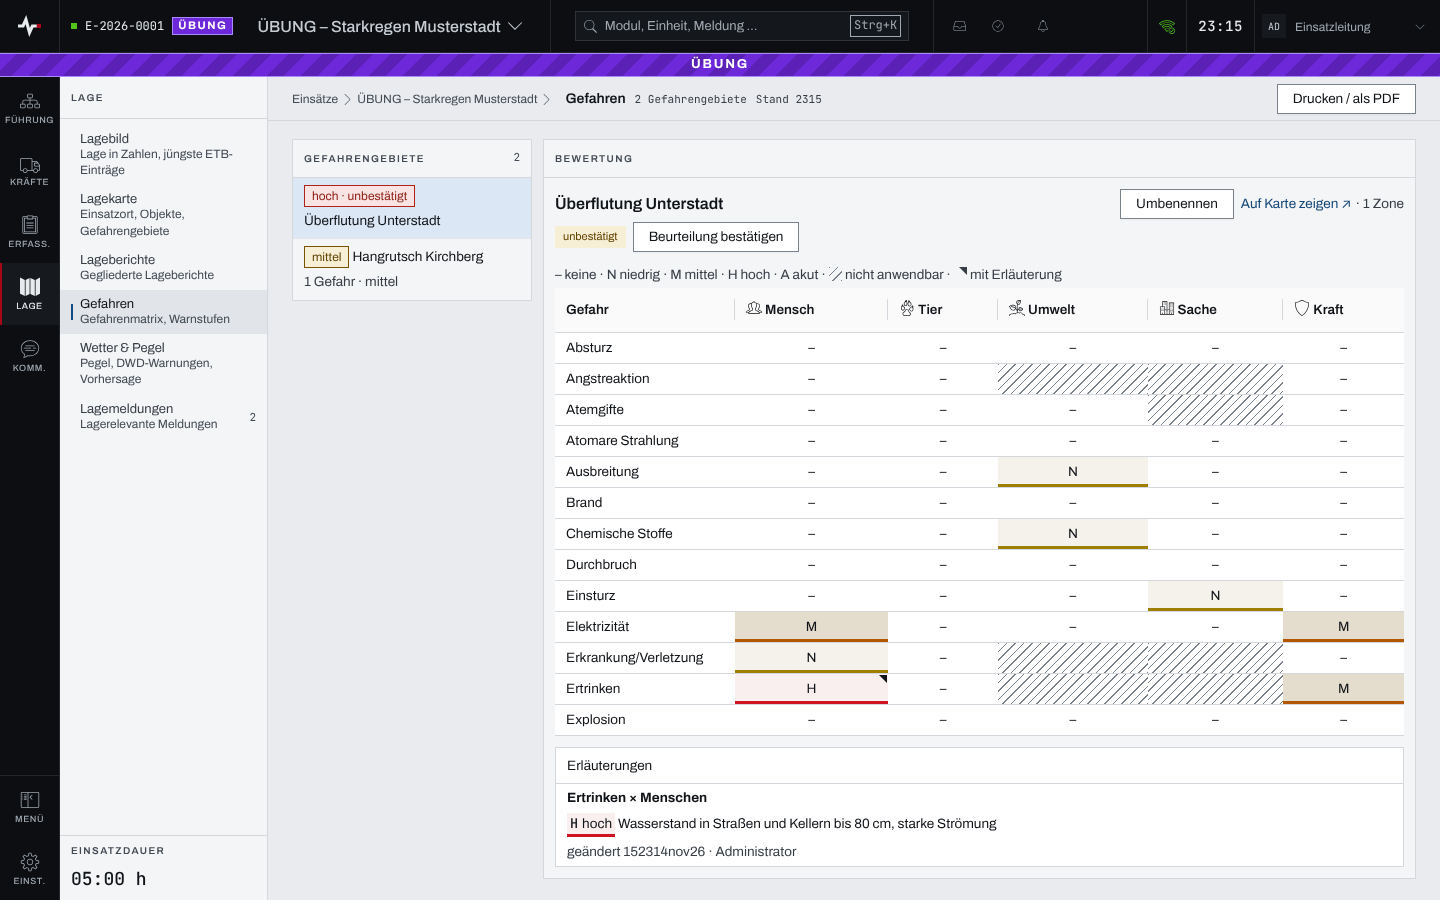 E-2026-0001 ÜBUNG ÜBUNG – Starkregen Musterstadt Modul, Einheit, Meldung ... Strg+K 23:15 AD Einsatzleitung
ÜBUNG
FÜHRUNG
KRÄFTE
ERFASS.
LAGE
KOMM.
MENÜ
EINST.
LAGE
Lagebild
Lage in Zahlen, jüngste ETB-
Einträge
Lagekarte
Einsatzort, Objekte,
Gefahrengebiete
Lageberichte
Gegliederte Lageberichte
Gefahren
Gefahrenmatrix, Warnstufen
Wetter & Pegel
Pegel, DWD-Warnungen,
Vorhersage
Lagemeldungen 2
Lagerelevante Meldungen
EINSATZDAUER
05:00 h
Einsätze ÜBUNG – Starkregen Musterstadt Gefahren 2 Gefahrengebiete Stand 2315 Drucken / als PDF
GEFAHRENGEBIETE 2
hoch · unbestätigt
Überflutung Unterstadt
mittel Hangrutsch Kirchberg
1 Gefahr · mittel
BEWERTUNG
Überflutung Unterstadt Umbenennen Auf Karte zeigen ↗ · 1 Zone
unbestätigt Beurteilung bestätigen
– keine · N niedrig · M mittel · H hoch · A akut · nicht anwendbar · mit Erläuterung
Gefahr Mensch Tier Umwelt Sache Kraft
Absturz – – – – –
Angstreaktion – – –
Atemgifte – – – –
Atomare Strahlung – – – – –
Ausbreitung – – N – –
Brand – – – – –
Chemische Stoffe – – N – –
Durchbruch – – – – –
Einsturz – – – N –
Elektrizität M – – – M
Erkrankung/Verletzung N – –
Ertrinken H – M
Explosion – – – – –
Erläuterungen
Ertrinken × Menschen
H hoch Wasserstand in Straßen und Kellern bis 80 cm, starke Strömung
geändert 152314nov26 · Administrator